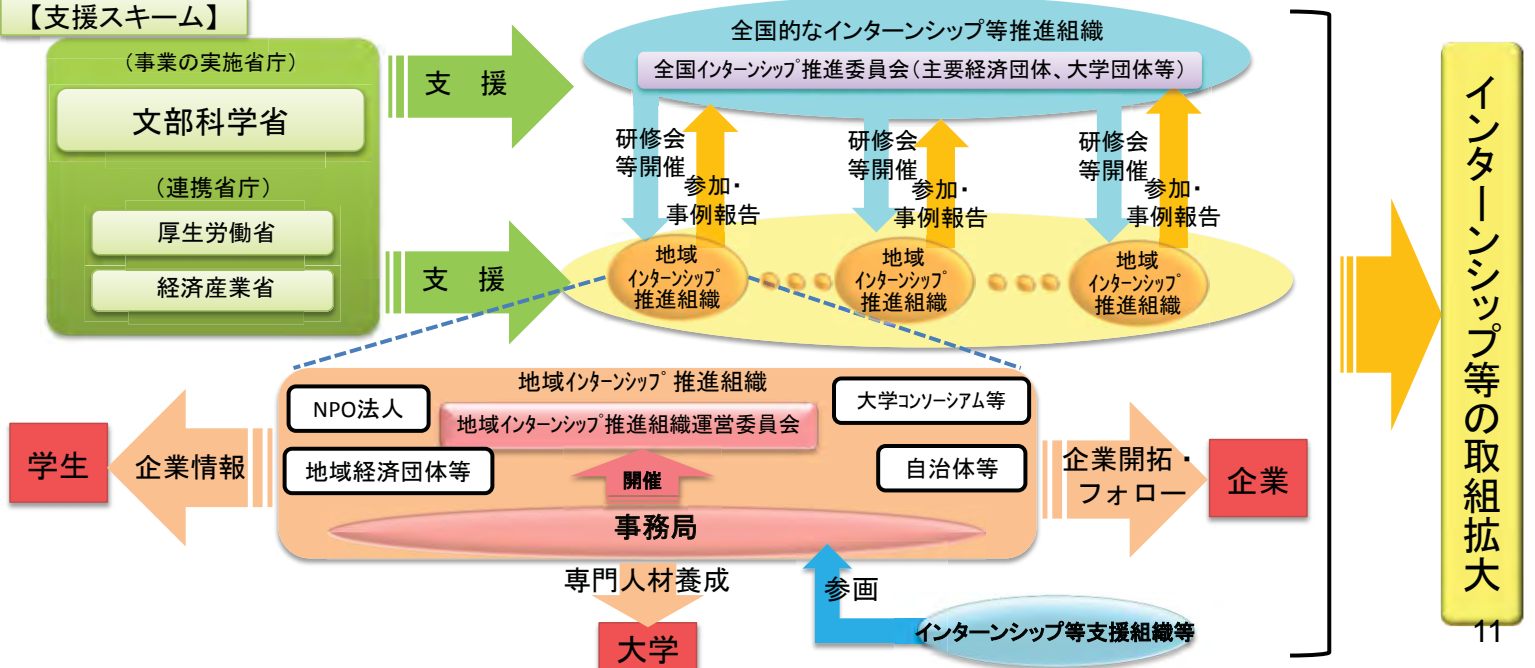 【支援スキーム】
(事業の実施省庁)
文部科学省
(連携省庁)
厚生労働省
経済産業省
支 援
支 援
全国的なインターンシップ等推進組織
全国ｲﾝﾀｰﾝｼｯﾌﾟ推進委員会(主要経済団体、大学団体等)
研修会
等開催
参加・
事例報告
研修会
等開催
参加・
事例報告
研修会
等開催
参加・
事例報告
地域
ｲﾝﾀｰﾝｼｯﾌﾟ
推進組織
地域
ｲﾝﾀｰﾝｼｯﾌﾟ
推進組織
地域
ｲﾝﾀｰﾝｼｯﾌﾟ
推進組織
地域ｲﾝﾀｰﾝｼｯﾌﾟ推進組織
NPO法人
大学ｺﾝｿｰｼｱﾑ等
地域ｲﾝﾀｰﾝｼｯﾌﾟ推進組織運営委員会
地域経済団体等
自治体等
開催
事務局
学生
企業情報
企業開拓・
フォロー
企業
専門人材養成
大学
参画
インターンシップ等支援組織等
インターンシップ等の取組拡大
11